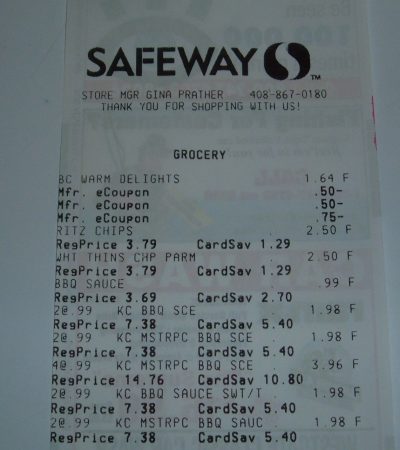 SAFEWAY
TM
STORE MGR GINA PRATHER 408-867-0180
THANK YOU FOR SHOPPING WITH US!
GROCERY
BC WARM DELIGHTS 1.64 F
Mfr. eCoupon .50-
Mfr. eCoupon .50-
Mfr. eCoupon .75-
RITZ CHIPS 2.50 F
RegPrice 3.79 CardSav 1.29
WHT THINS CHP PARM 2.50 F
RegPrice 3.79 CardSav 1.29
BBQ SAUCE .99 F
RegPrice 3.69 CardSav 2.70
2@.99 KC BBQ SCE 1.98 F
RegPrice 7.38 CardSav 5.40
2@.99 KC MSTRPC BBQ SCE 1.98 F
RegPrice 7.38 CardSav 5.40
4@.99 KC MSTRPC BBQ SCE 3.96 F
RegPrice 14.76 CardSav 10.80
2@.99 KC BBQ SAUCE SWT/T 1.98 F
RegPrice 7.38 CardSav 5.40
2@.99 KC MSTRPC BBQ SAUC 1.98 F
RegPrice 7.38 CardSav 5.40